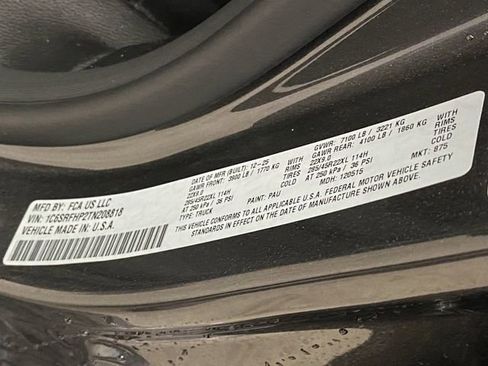 MFD BY: FCA US LLC
1C6SRFHP2TN208818
VEHICLE MADE IN: U.S.A.
DATE OF MFR (BUILT): 12-25
GAWR FRONT: 3900 LB / 1770 KG
22X9.0 RIMS
285/45R22XL 114H TIRES
AT 250 kPa / 36 PSI COLD
PAINT: PAU
TYPE: TRUCK
GVWR: 7100 LB / 3221 KG
GAWR REAR: 4100 LB / 1860 KG
22X9.0 RIMS
285/45R22XL 114H TIRES
AT 250 kPa / 36 PSI COLD
MDH: 120515 MKT: 875
THIS VEHICLE CONFORMS TO ALL APPLICABLE U.S.A. FEDERAL MOTOR VEHICLE SAFETY
STANDARDS IN EFFECT ON THE DATE OF MANUFACTURE SHOWN ABOVE.